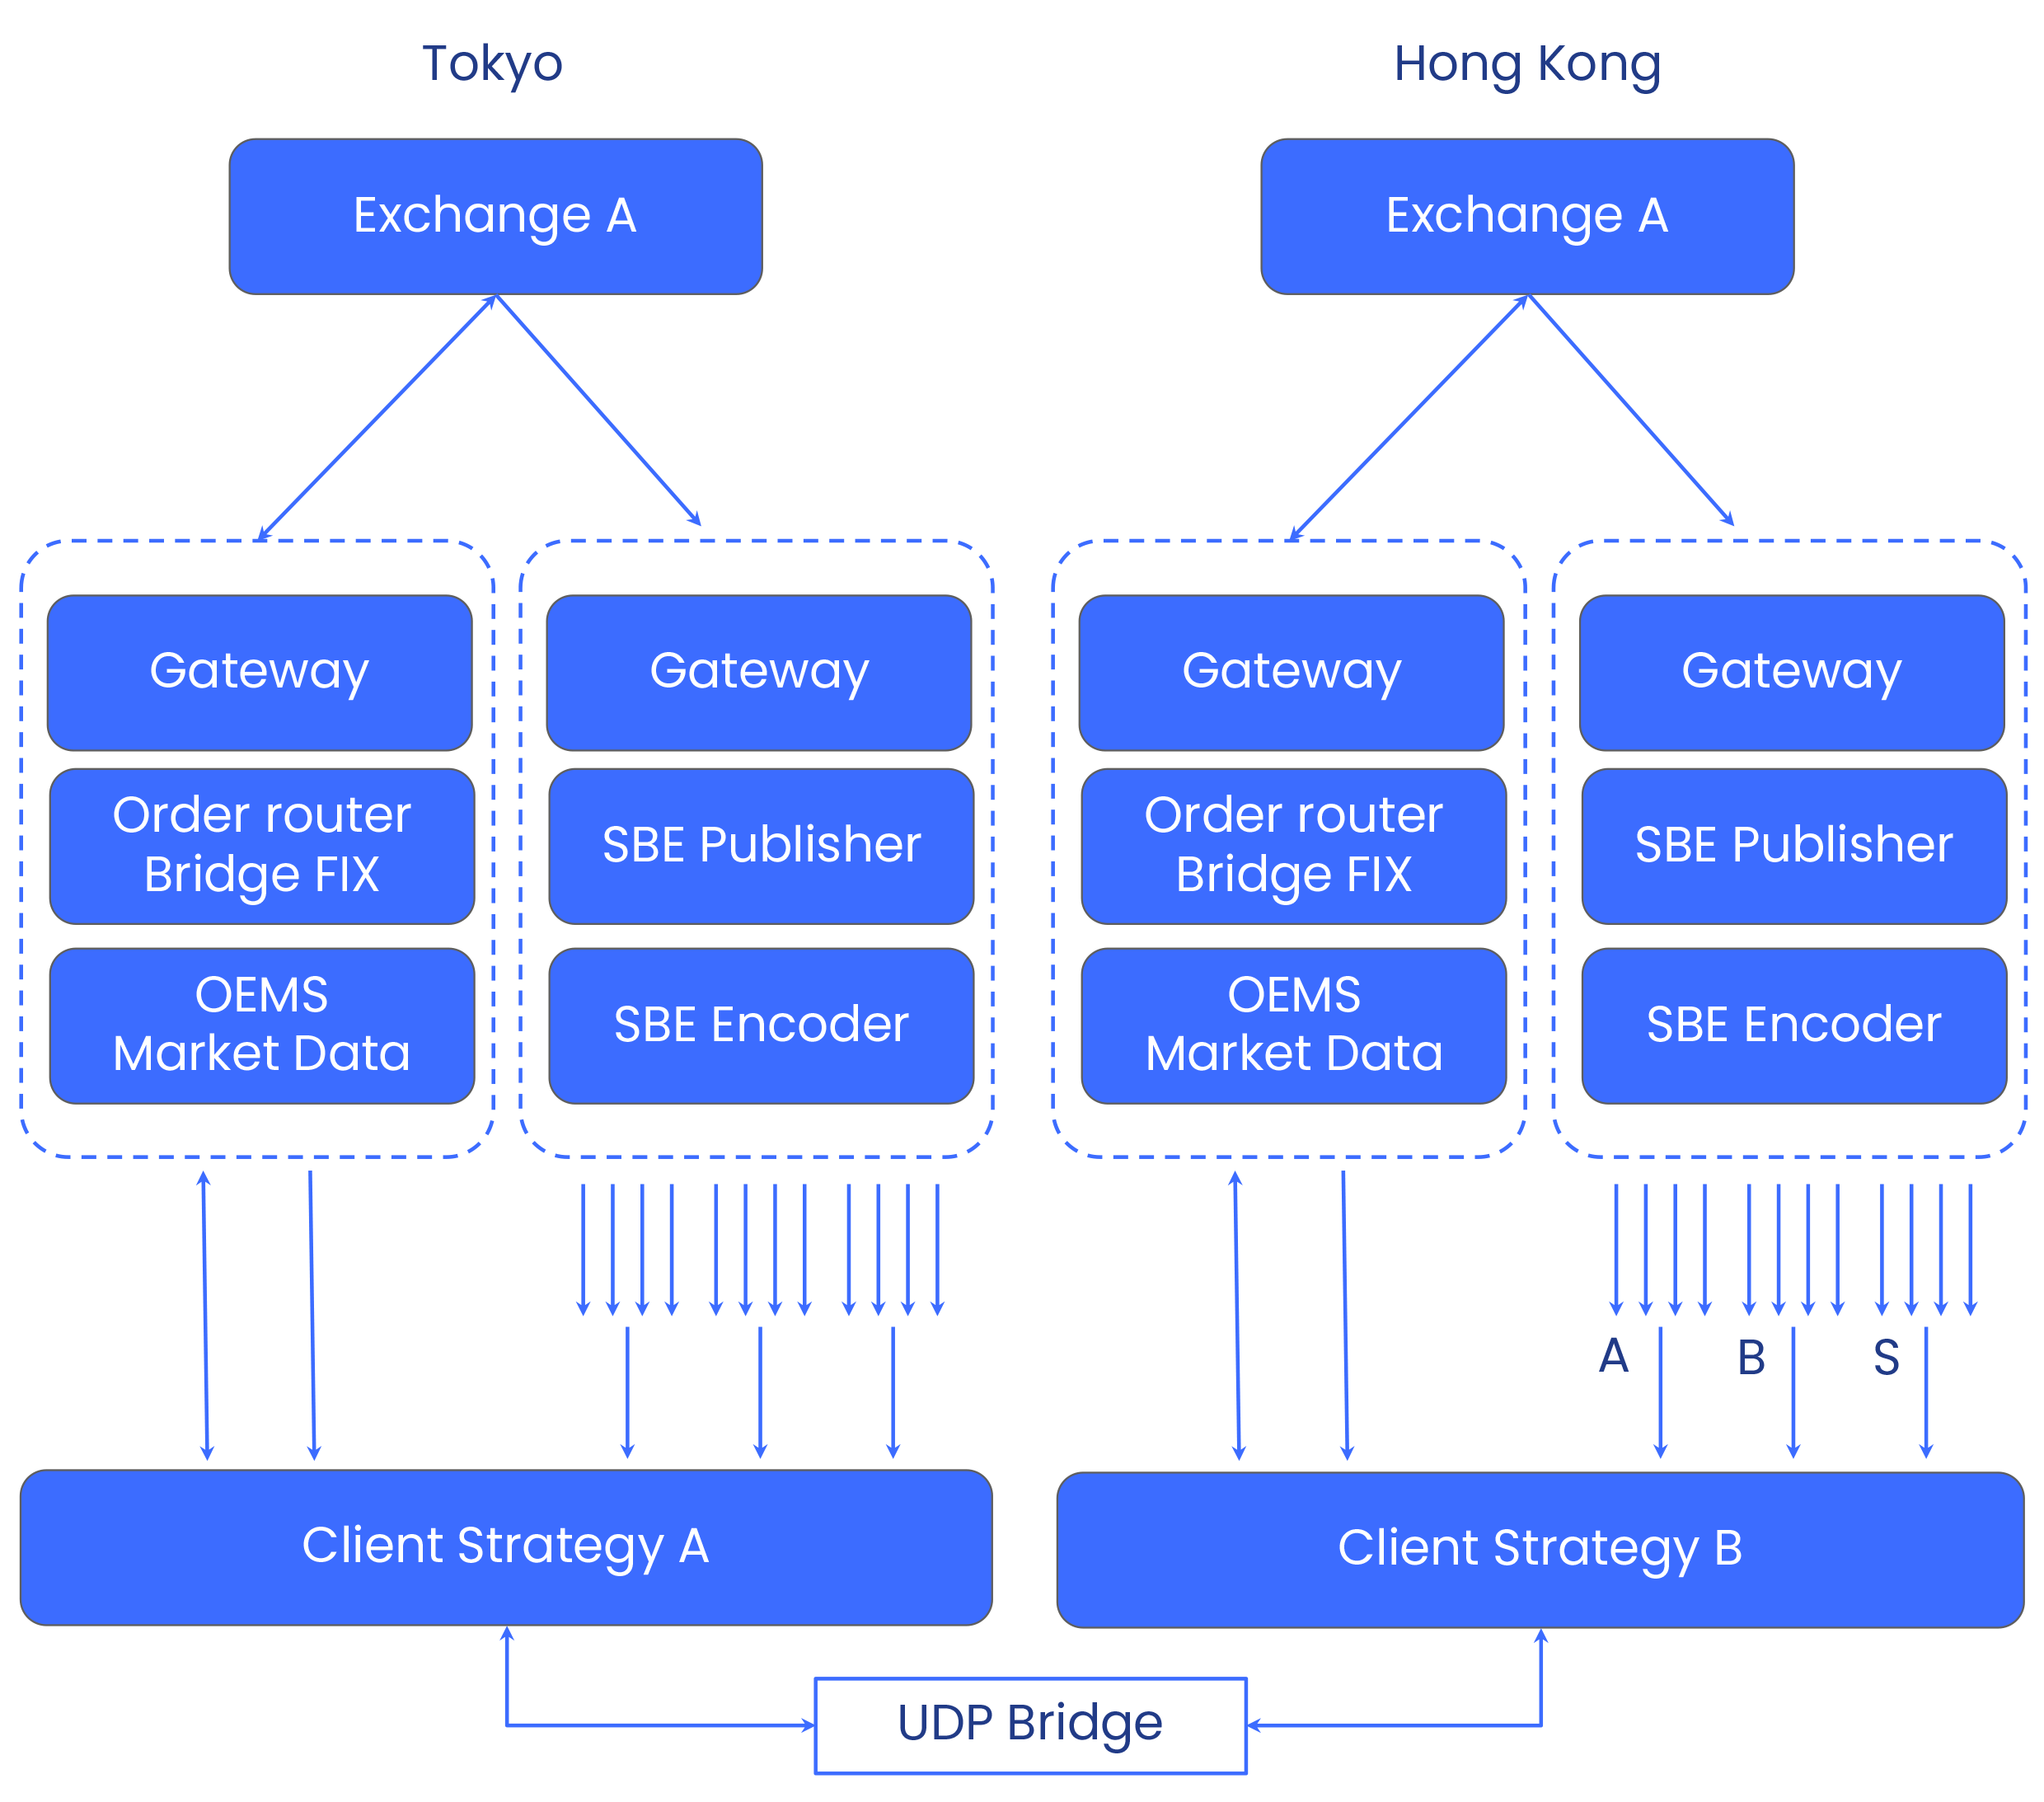 Tokyo
Hong Kong
Exchange A
Exchange A
Gateway
Gateway
Gateway
Gateway
Order router
Bridge FIX
SBE Publisher
Order router
Bridge FIX
SBE Publisher
OEMS
Market Data
SBE Encoder
OEMS
Market Data
SBE Encoder
A
B
S
Client Strategy A
Client Strategy B
UDP Bridge